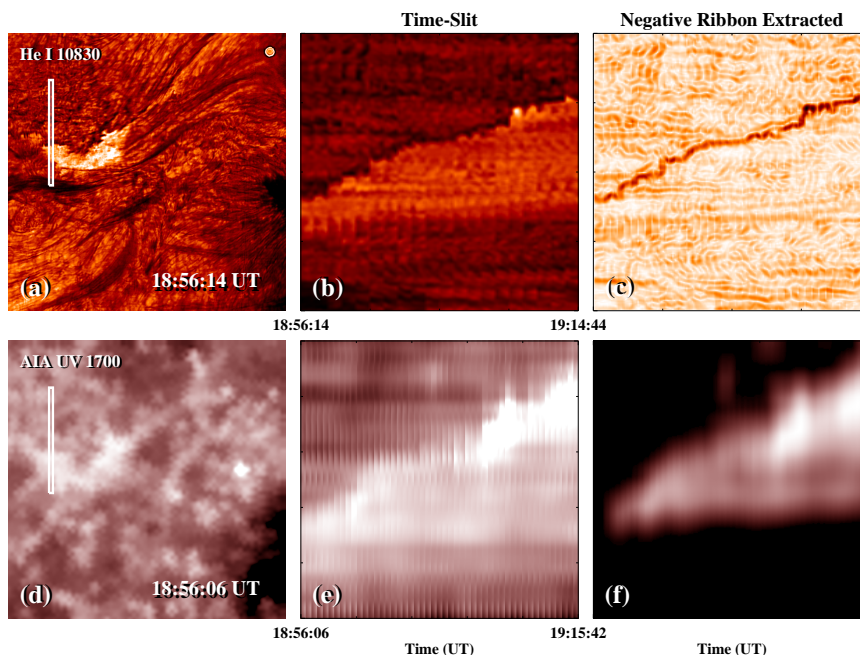 Time-Slit
Negative Ribbon Extracted
He I 10830
(a)
18:56:14 UT
(b)
(c)
18:56:14
19:14:44
AIA UV 1700
(d)
18:56:06 UT
(e)
(f)
18:56:06
19:15:42
Time (UT)
Time (UT)